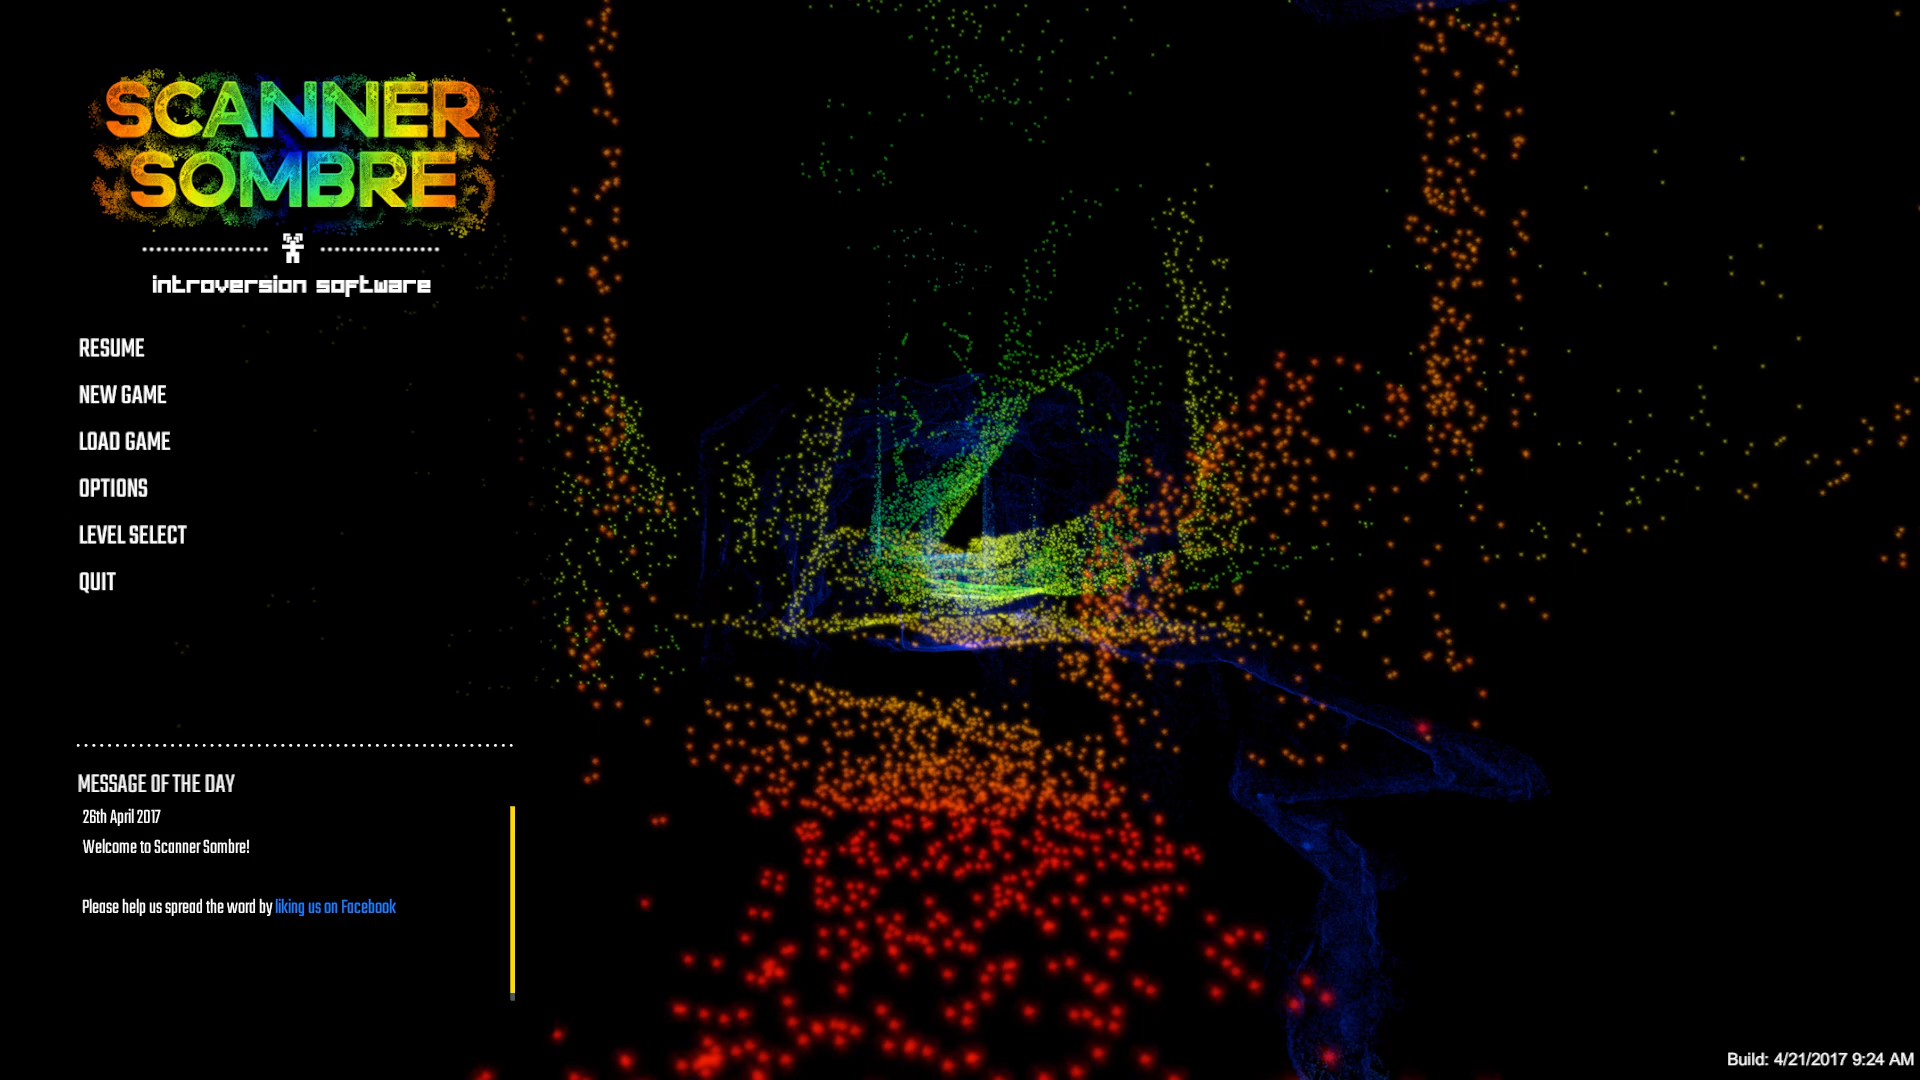 SCANNER
SOMBRE
introversion software
RESUME
NEW GAME
LOAD GAME
OPTIONS
LEVEL SELECT
QUIT
MESSAGE OF THE DAY
26th April 2017
Welcome to Scanner Sombre!
Please help us spread the word by liking us on Facebook
Build: 4/21/2017 9:24 AM